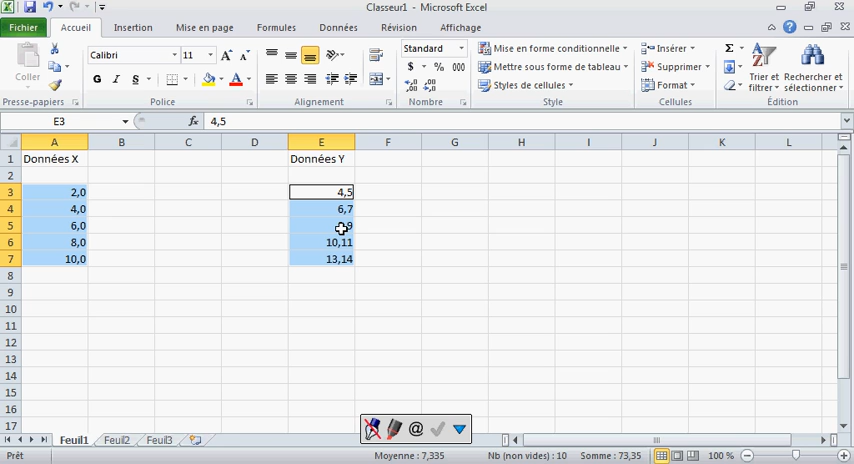 Classeur1 - Microsoft Excel
Fichier Accueil Insertion Mise en page Formules Données Révision Affichage
Coller
Calibri 11
G I S
Standard
$ % 000
Mise en forme conditionnelle
Mettre sous forme de tableau
Styles de cellules
Insérer
Supprimer
Format
Σ
Trier et filtrer
Rechercher et sélectionner
Presse-papiers Police Alignement Nombre Style Cellules Édition
E3 fx 4,5
A B C D E F G H I J K L
1 Données X Données Y
2
3 2,0 4,5
4 4,0 6,7
5 6,0 9
6 8,0 10,11
7 10,0 13,14
8
9
10
11
12
13
14
15
16
17
@
Feuil1 Feuil2 Feuil3
Prêt Moyenne : 7,335 Nb (non vides) : 10 Somme : 73,35 100 %